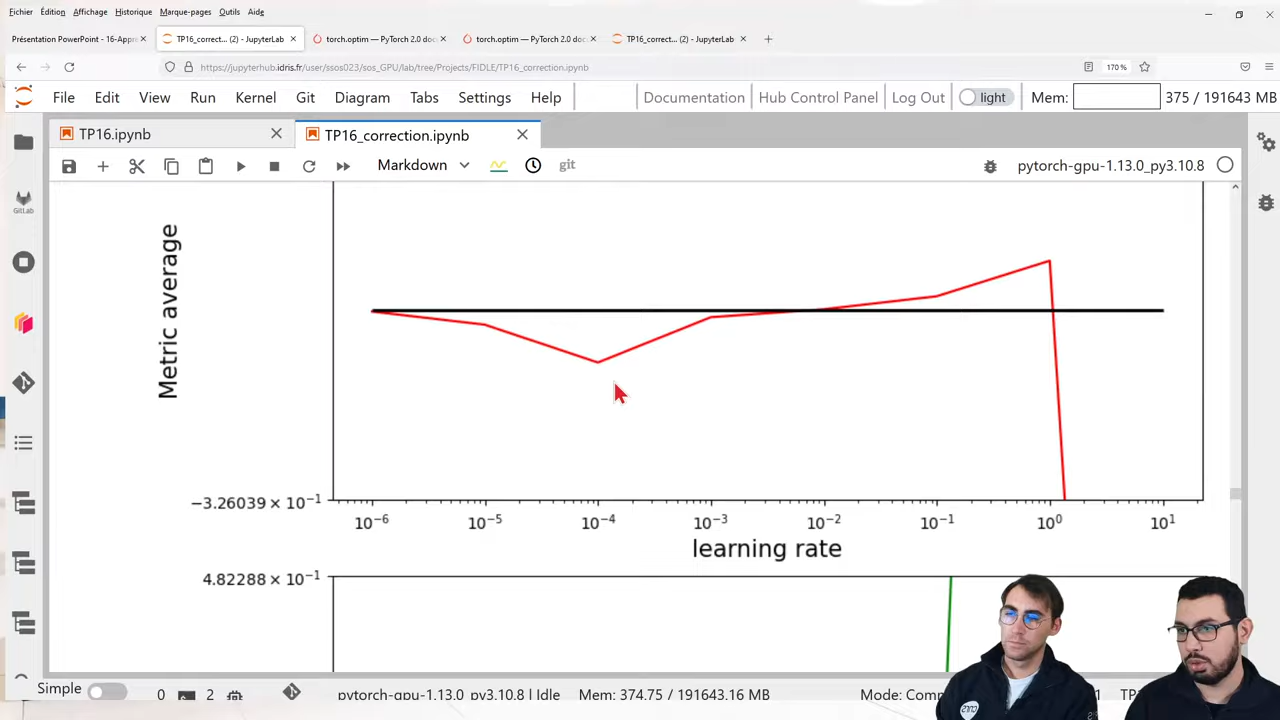 Fichier Édition Affichage Historique Marque-pages Outils Aide
Présentation PowerPoint - 16-Appre
TP16_correct... (2) - JupyterLab
torch.optim — PyTorch 2.0 doc
torch.optim — PyTorch 2.0 doc
TP16_correct... (2) - JupyterLab
https://jupyterhub.idris.fr/user/ssos023/sos_GPU/lab/tree/Projects/FIDLE/TP16_correction.ipynb
170 %
File Edit View Run Kernel Git Diagram Tabs Settings Help
Documentation Hub Control Panel Log Out light Mem: 375 / 191643 MB
TP16.ipynb
TP16_correction.ipynb
Markdown
git
pytorch-gpu-1.13.0_py3.10.8
GitLab
Metric average
−3.26039 × 10⁻¹
10⁻⁶ 10⁻⁵ 10⁻⁴ 10⁻³ 10⁻² 10⁻¹ 10⁰ 10¹
learning rate
4.82288 × 10⁻¹
Simple 0 2 pytorch-gpu-1.13.0_py3.10.8 | Idle Mem: 374.75 / 191643.16 MB